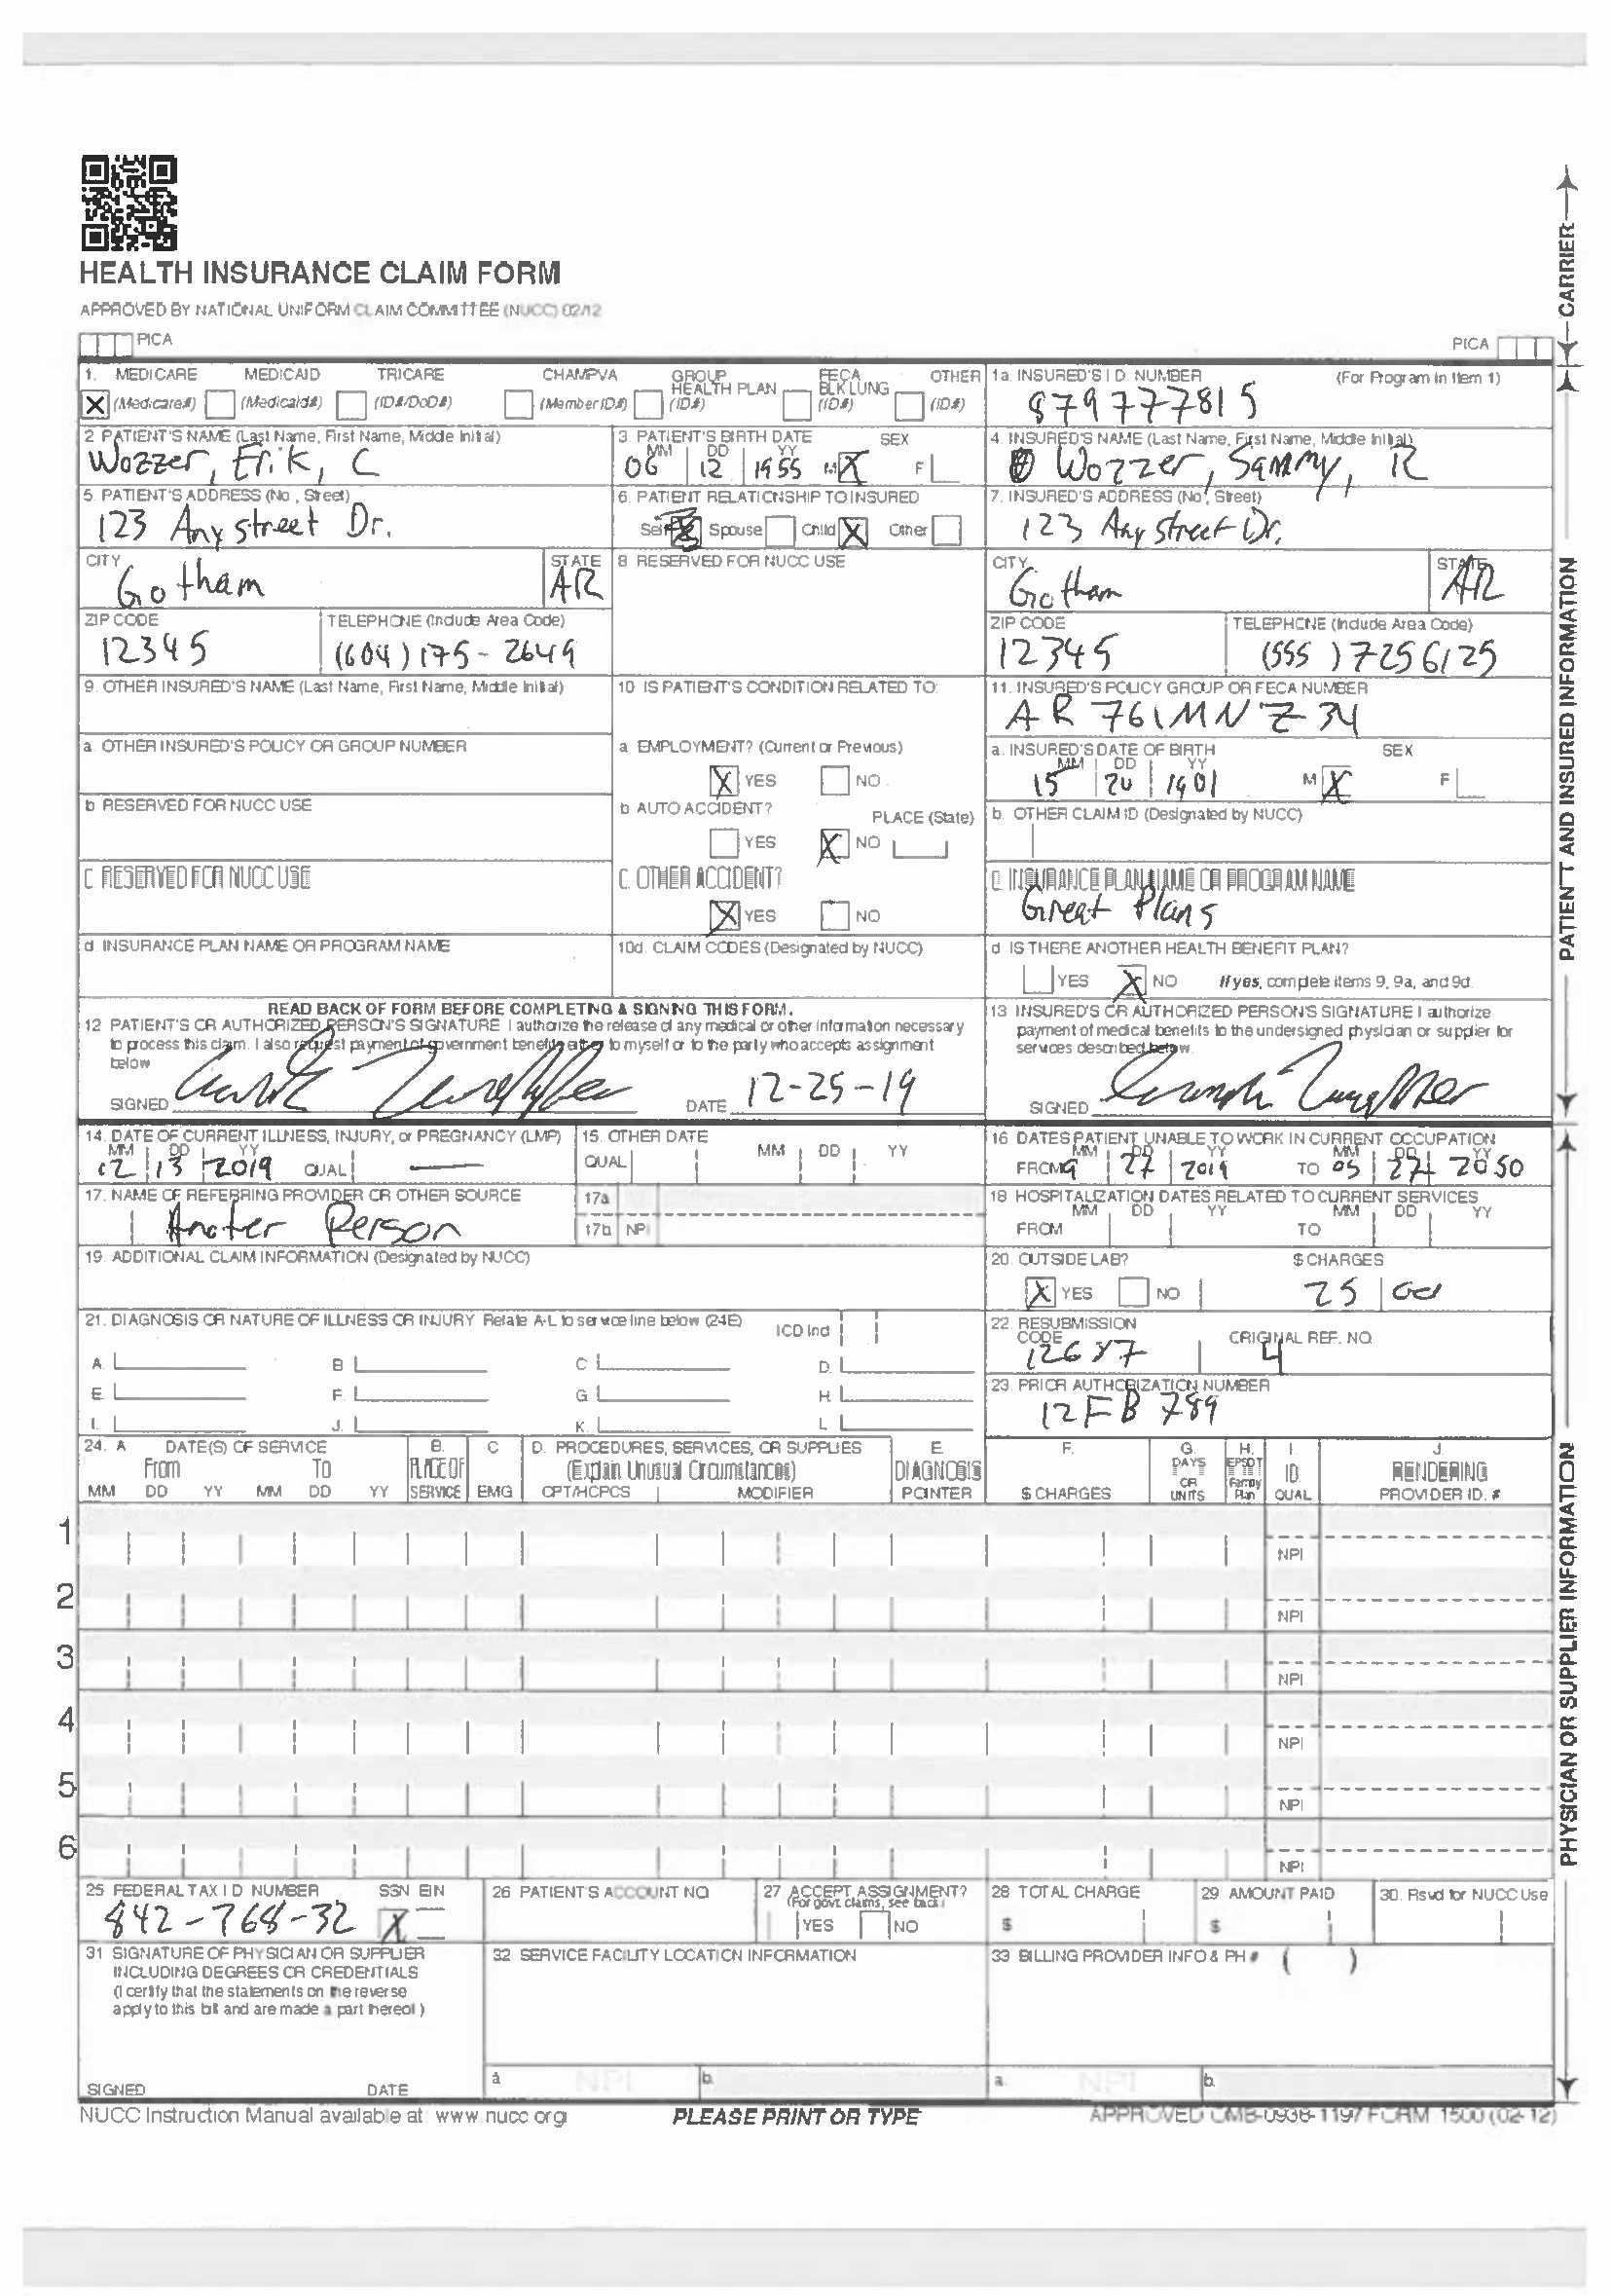 HEALTH INSURANCE CLAIM FORM
APPROVED BY NATIONAL UNIFORM CLAIM COMMITTEE (NUCC) 02/12
PICA
PICA
CARRIER
1. MEDICARE MEDICAID TRICARE CHAMPVA GROUP HEALTH PLAN FECA BLK LUNG OTHER
X (Medicare#) (Medicaid#) (ID#/DoD#) (Member ID#) (ID#) (ID#) (ID#)
1a. INSURED'S I.D. NUMBER (For Program in Item 1)
879777815
2. PATIENT'S NAME (Last Name, First Name, Middle Initial)
Wozzer, Erik, C
3. PATIENT'S BIRTH DATE SEX
MM DD YY
06 12 1955 M X F
4. INSURED'S NAME (Last Name, First Name, Middle Initial)
Wozzer, Sammy, R
5. PATIENT'S ADDRESS (No., Street)
123 Any street Dr.
6. PATIENT RELATIONSHIP TO INSURED
Self Spouse Child X Other
7. INSURED'S ADDRESS (No., Street)
123 Any street Dr.
CITY STATE
Gotham AR
8. RESERVED FOR NUCC USE
CITY STATE
Gotham AR
ZIP CODE TELEPHONE (Include Area Code)
12345 (604) 175-2649
ZIP CODE TELEPHONE (Include Area Code)
12345 (555) 7256125
9. OTHER INSURED'S NAME (Last Name, First Name, Middle Initial)
10. IS PATIENT'S CONDITION RELATED TO:
11. INSURED'S POLICY GROUP OR FECA NUMBER
AR 761MNZ34
a. OTHER INSURED'S POLICY OR GROUP NUMBER
a. EMPLOYMENT? (Current or Previous)
X YES NO
a. INSURED'S DATE OF BIRTH SEX
MM DD YY
15 20 1901 M X F
b. RESERVED FOR NUCC USE
b. AUTO ACCIDENT? PLACE (State)
YES X NO
b. OTHER CLAIM ID (Designated by NUCC)
c. RESERVED FOR NUCC USE
c. OTHER ACCIDENT?
X YES NO
c. INSURANCE PLAN NAME OR PROGRAM NAME
Great Plans
d. INSURANCE PLAN NAME OR PROGRAM NAME
10d. CLAIM CODES (Designated by NUCC)
d. IS THERE ANOTHER HEALTH BENEFIT PLAN?
YES X NO If yes, complete items 9, 9a, and 9d.
PATIENT AND INSURED INFORMATION
READ BACK OF FORM BEFORE COMPLETING & SIGNING THIS FORM.
12. PATIENT'S OR AUTHORIZED PERSON'S SIGNATURE I authorize the release of any medical or other information necessary
to process this claim. I also request payment of government benefits either to myself or to the party who accepts assignment
below
SIGNED DATE 12-25-19
13. INSURED'S OR AUTHORIZED PERSON'S SIGNATURE I authorize
payment of medical benefits to the undersigned physician or supplier for
services described below.
SIGNED
14. DATE OF CURRENT ILLNESS, INJURY, or PREGNANCY (LMP)
MM DD YY
12 13 2019 QUAL.
15. OTHER DATE
QUAL. MM DD YY
16. DATES PATIENT UNABLE TO WORK IN CURRENT OCCUPATION
MM DD YY MM DD YY
FROM 9 27 2019 TO 05 27 2050
17. NAME OF REFERRING PROVIDER OR OTHER SOURCE
Anoter Person
17a.
17b. NPI
18. HOSPITALIZATION DATES RELATED TO CURRENT SERVICES
MM DD YY MM DD YY
FROM TO
19. ADDITIONAL CLAIM INFORMATION (Designated by NUCC)
20. OUTSIDE LAB? $ CHARGES
X YES NO 25
21. DIAGNOSIS OR NATURE OF ILLNESS OR INJURY Relate A-L to service line below (24E) ICD Ind
A. B. C. D.
E. F. G. H.
I. J. K. L.
22. RESUBMISSION
CODE ORIGINAL REF. NO.
12687 4
23. PRIOR AUTHORIZATION NUMBER
12FB789
24. A. DATE(S) OF SERVICE B. C. D. PROCEDURES, SERVICES, OR SUPPLIES E. F. G. H. I. J.
From To PLACE OF (Explain Unusual Circumstances) DIAGNOSIS DAYS OR UNITS EPSDT Family Plan ID. RENDERING
MM DD YY MM DD YY SERVICE EMG CPT/HCPCS MODIFIER POINTER $ CHARGES QUAL. PROVIDER ID. #
1
NPI
2
NPI
3
NPI
4
NPI
5
NPI
6
NPI
PHYSICIAN OR SUPPLIER INFORMATION
25. FEDERAL TAX I.D. NUMBER SSN EIN
842-768-32 X
26. PATIENT'S ACCOUNT NO.
27. ACCEPT ASSIGNMENT?
(For govt. claims, see back)
YES NO
28. TOTAL CHARGE
$
29. AMOUNT PAID
$
30. Rsvd for NUCC Use
31. SIGNATURE OF PHYSICIAN OR SUPPLIER
INCLUDING DEGREES OR CREDENTIALS
(I certify that the statements on the reverse
apply to this bill and are made a part thereof.)
SIGNED DATE
32. SERVICE FACILITY LOCATION INFORMATION
a. NPI b.
33. BILLING PROVIDER INFO & PH # ( )
a. NPI b.
NUCC Instruction Manual available at: www.nucc.org
PLEASE PRINT OR TYPE
APPROVED OMB-0938-1197 FORM 1500 (02-12)